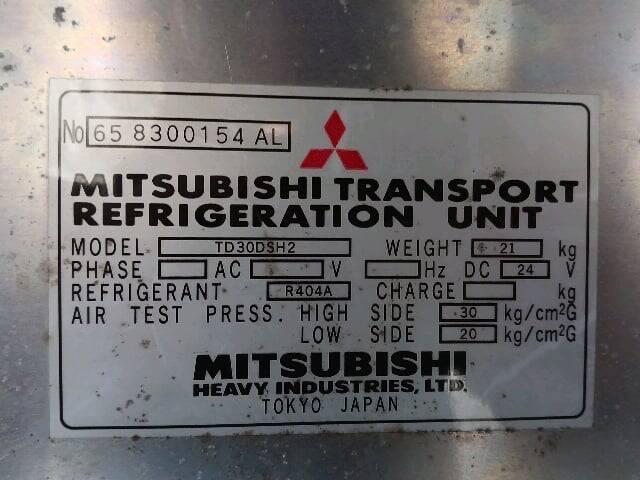 No 65 8300154 AL
MITSUBISHI TRANSPORT
REFRIGERATION UNIT
MODEL TD30DSH2 WEIGHT 21 kg
PHASE AC V Hz DC 24 V
REFRIGERANT R404A CHARGE kg
AIR TEST PRESS. HIGH SIDE 30 kg/cm²G
LOW SIDE 20 kg/cm²G
MITSUBISHI
HEAVY INDUSTRIES, LTD.
TOKYO JAPAN